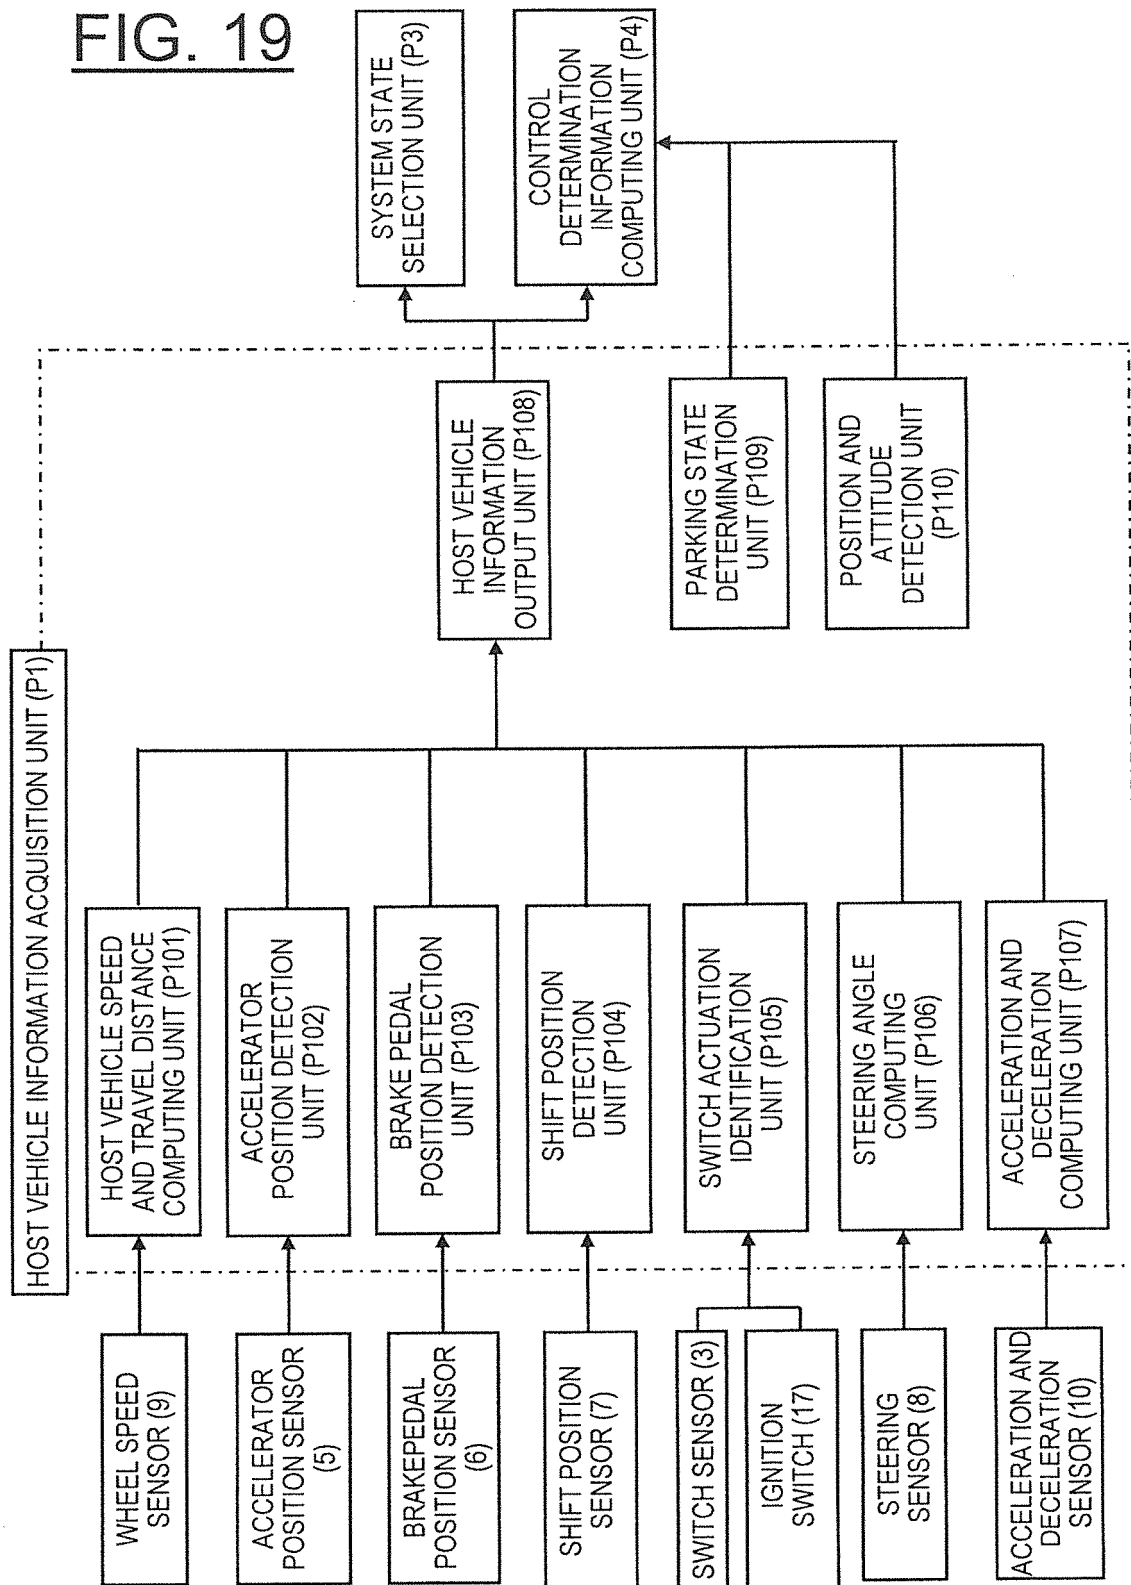 FIG. 19
HOST VEHICLE INFORMATION ACQUISITION UNIT (P1)
WHEEL SPEED
SENSOR (9)
ACCELERATOR
POSITION SENSOR
(5)
BRAKEPEDAL
POSITION SENSOR
(6)
SHIFT POSITION
SENSOR (7)
SWITCH SENSOR (3)
IGNITION
SWITCH (17)
STEERING
SENSOR (8)
ACCELERATION AND
DECELERATION
SENSOR (10)
HOST VEHICLE SPEED
AND TRAVEL DISTANCE
COMPUTING UNIT (P101)
ACCELERATOR
POSITION DETECTION
UNIT (P102)
BRAKE PEDAL
POSITION DETECTION
UNIT (P103)
SHIFT POSITION
DETECTION
UNIT (P104)
SWITCH ACTUATION
IDENTIFICATION
UNIT (P105)
STEERING ANGLE
COMPUTING
UNIT (P106)
ACCELERATION AND
DECELERATION
COMPUTING UNIT (P107)
HOST VEHICLE
INFORMATION
OUTPUT UNIT (P108)
PARKING STATE
DETERMINATION
UNIT (P109)
POSITION AND
ATTITUDE
DETECTION UNIT
(P110)
SYSTEM STATE
SELECTION UNIT (P3)
CONTROL
DETERMINATION
INFORMATION
COMPUTING UNIT (P4)